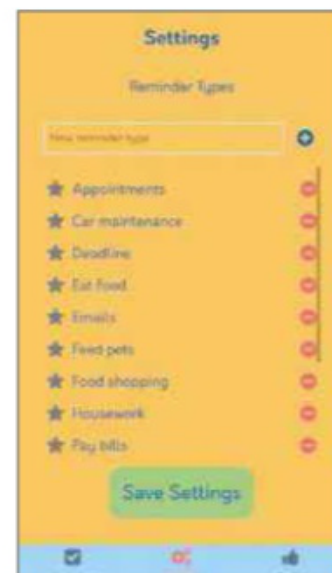 Settings
Reminder Types
New reminder type
Appointments
Car maintenance
Deadline
Eat food
Emails
Feed pets
Food shopping
Housework
Pay bills
Save Settings